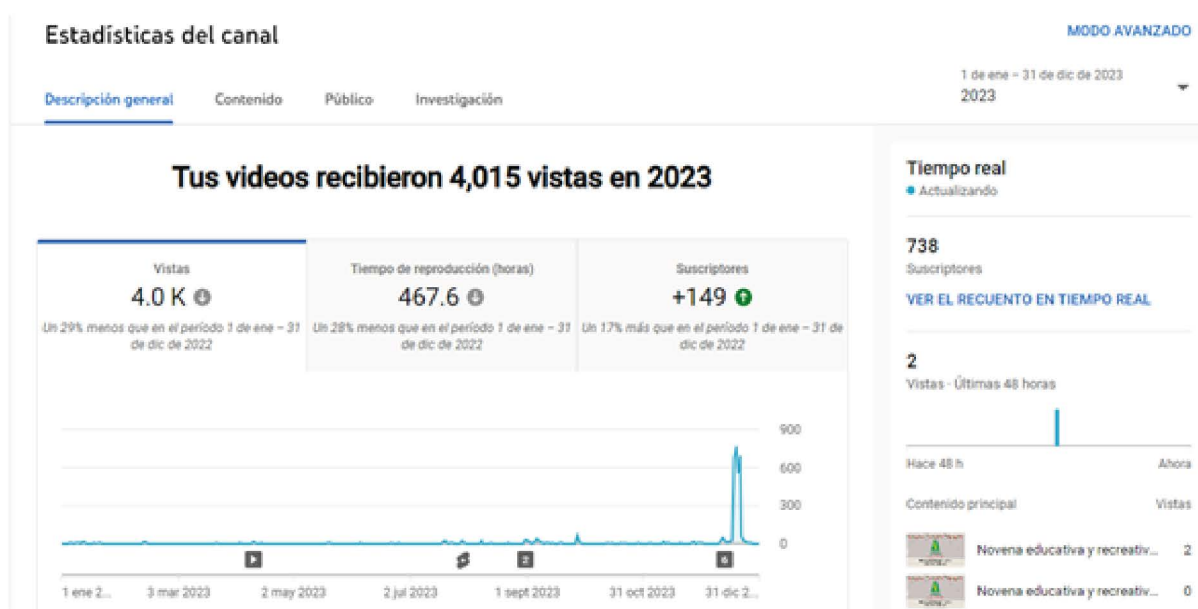 Estadísticas del canal
MODO AVANZADO
1 de ene – 31 de dic de 2023
2023
Descripción general
Contenido
Público
Investigación
Tus videos recibieron 4,015 vistas en 2023
Vistas
4.0 K
Un 29% menos que en el período 1 de ene – 31
de dic de 2022
Tiempo de reproducción (horas)
467.6
Un 28% menos que en el período 1 de ene – 31
de dic de 2022
Suscriptores
+149
Un 17% más que en el período 1 de ene – 31 de
dic de 2022
900
600
300
0
2
6
1 ene 2...
3 mar 2023
2 may 2023
2 jul 2023
1 sept 2023
31 oct 2023
31 dic 2...
Tiempo real
Actualizando
738
Suscriptores
VER EL RECUENTO EN TIEMPO REAL
2
Vistas · Últimas 48 horas
Hace 48 h
Ahora
Contenido principal
Vistas
Novena educativa y recreativ...
2
Novena educativa y recreativ...
0